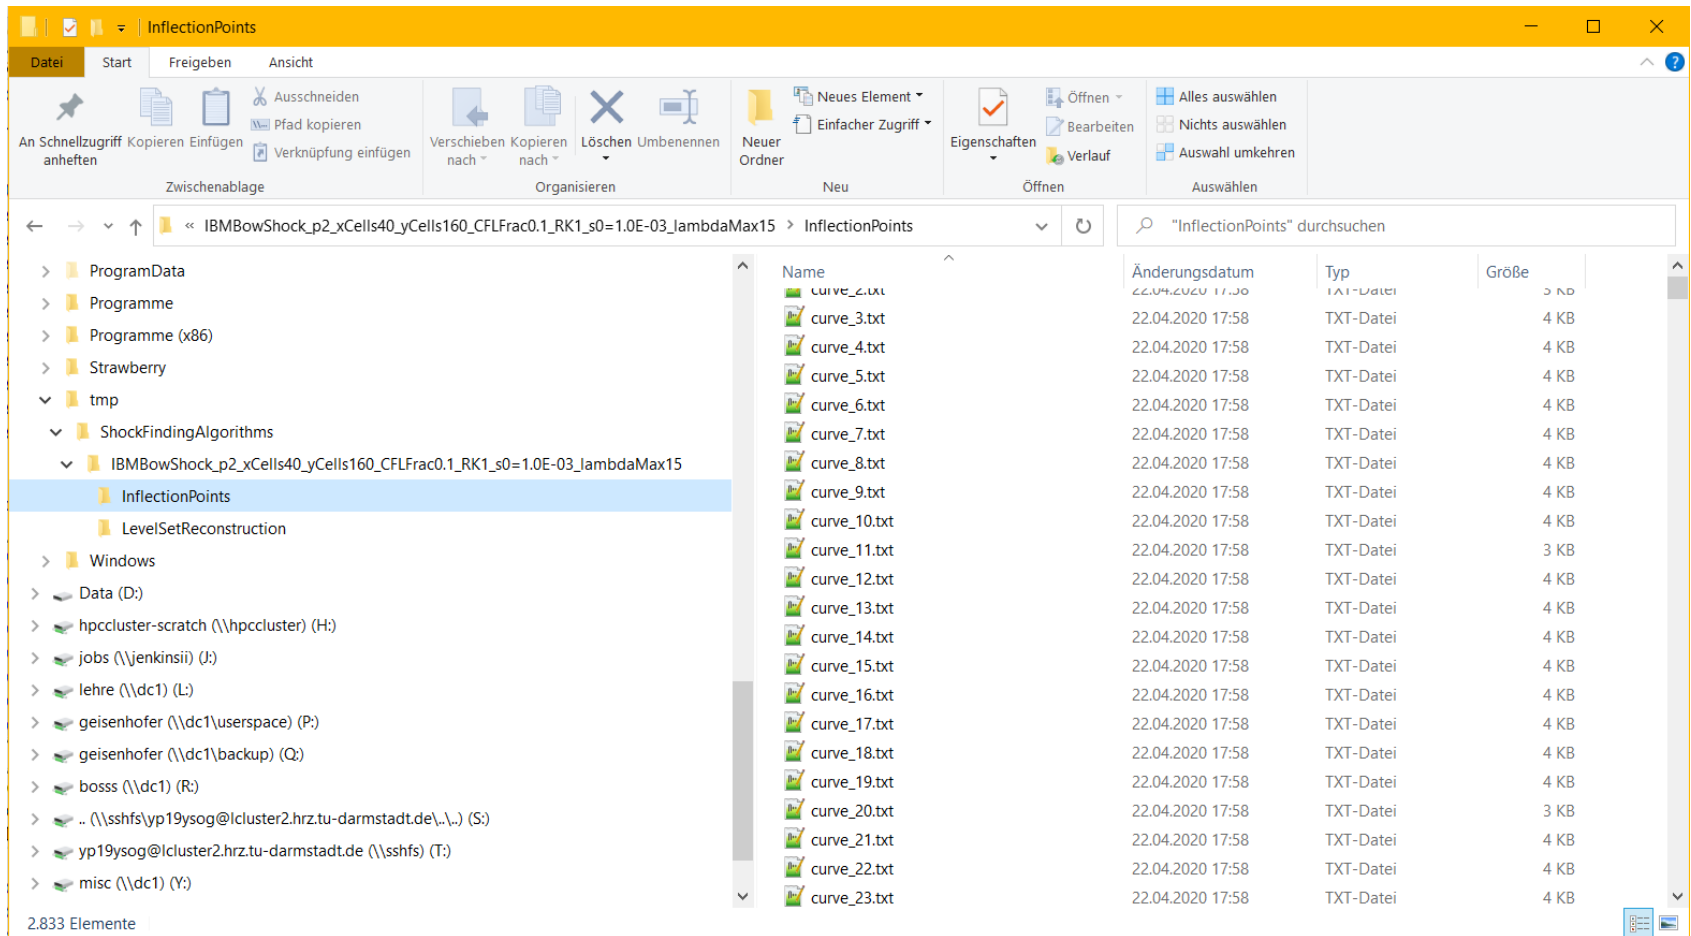 InflectionPoints
Datei Start Freigeben Ansicht
An Schnellzugriff anheften
Kopieren
Einfügen
Ausschneiden
Pfad kopieren
Verknüpfung einfügen
Zwischenablage
Verschieben nach
Kopieren nach
Löschen
Umbenennen
Organisieren
Neuer Ordner
Neues Element
Einfacher Zugriff
Neu
Eigenschaften
Öffnen
Bearbeiten
Verlauf
Öffnen
Alles auswählen
Nichts auswählen
Auswahl umkehren
Auswählen
« IBMBowShock_p2_xCells40_yCells160_CFLFrac0.1_RK1_s0=1.0E-03_lambdaMax15 > InflectionPoints
"InflectionPoints" durchsuchen
ProgramData
Programme
Programme (x86)
Strawberry
tmp
ShockFindingAlgorithms
IBMBowShock_p2_xCells40_yCells160_CFLFrac0.1_RK1_s0=1.0E-03_lambdaMax15
InflectionPoints
LevelSetReconstruction
Windows
Data (D:)
hpccluster-scratch (\\hpccluster) (H:)
jobs (\\jenkinsii) (J:)
lehre (\\dc1) (L:)
geisenhofer (\\dc1\userspace) (P:)
geisenhofer (\\dc1\backup) (Q:)
bosss (\\dc1) (R:)
.. (\\sshfs\yp19ysog@lcluster2.hrz.tu-darmstadt.de\..\..) (S:)
yp19ysog@lcluster2.hrz.tu-darmstadt.de (\\sshfs) (T:)
misc (\\dc1) (Y:)
Name Änderungsdatum Typ Größe
curve_2.txt 22.04.2020 17:58 TXT-Datei 3 KB
curve_3.txt 22.04.2020 17:58 TXT-Datei 4 KB
curve_4.txt 22.04.2020 17:58 TXT-Datei 4 KB
curve_5.txt 22.04.2020 17:58 TXT-Datei 4 KB
curve_6.txt 22.04.2020 17:58 TXT-Datei 4 KB
curve_7.txt 22.04.2020 17:58 TXT-Datei 4 KB
curve_8.txt 22.04.2020 17:58 TXT-Datei 4 KB
curve_9.txt 22.04.2020 17:58 TXT-Datei 4 KB
curve_10.txt 22.04.2020 17:58 TXT-Datei 4 KB
curve_11.txt 22.04.2020 17:58 TXT-Datei 3 KB
curve_12.txt 22.04.2020 17:58 TXT-Datei 4 KB
curve_13.txt 22.04.2020 17:58 TXT-Datei 4 KB
curve_14.txt 22.04.2020 17:58 TXT-Datei 4 KB
curve_15.txt 22.04.2020 17:58 TXT-Datei 4 KB
curve_16.txt 22.04.2020 17:58 TXT-Datei 4 KB
curve_17.txt 22.04.2020 17:58 TXT-Datei 4 KB
curve_18.txt 22.04.2020 17:58 TXT-Datei 4 KB
curve_19.txt 22.04.2020 17:58 TXT-Datei 4 KB
curve_20.txt 22.04.2020 17:58 TXT-Datei 3 KB
curve_21.txt 22.04.2020 17:58 TXT-Datei 4 KB
curve_22.txt 22.04.2020 17:58 TXT-Datei 4 KB
curve_23.txt 22.04.2020 17:58 TXT-Datei 4 KB
2.833 Elemente